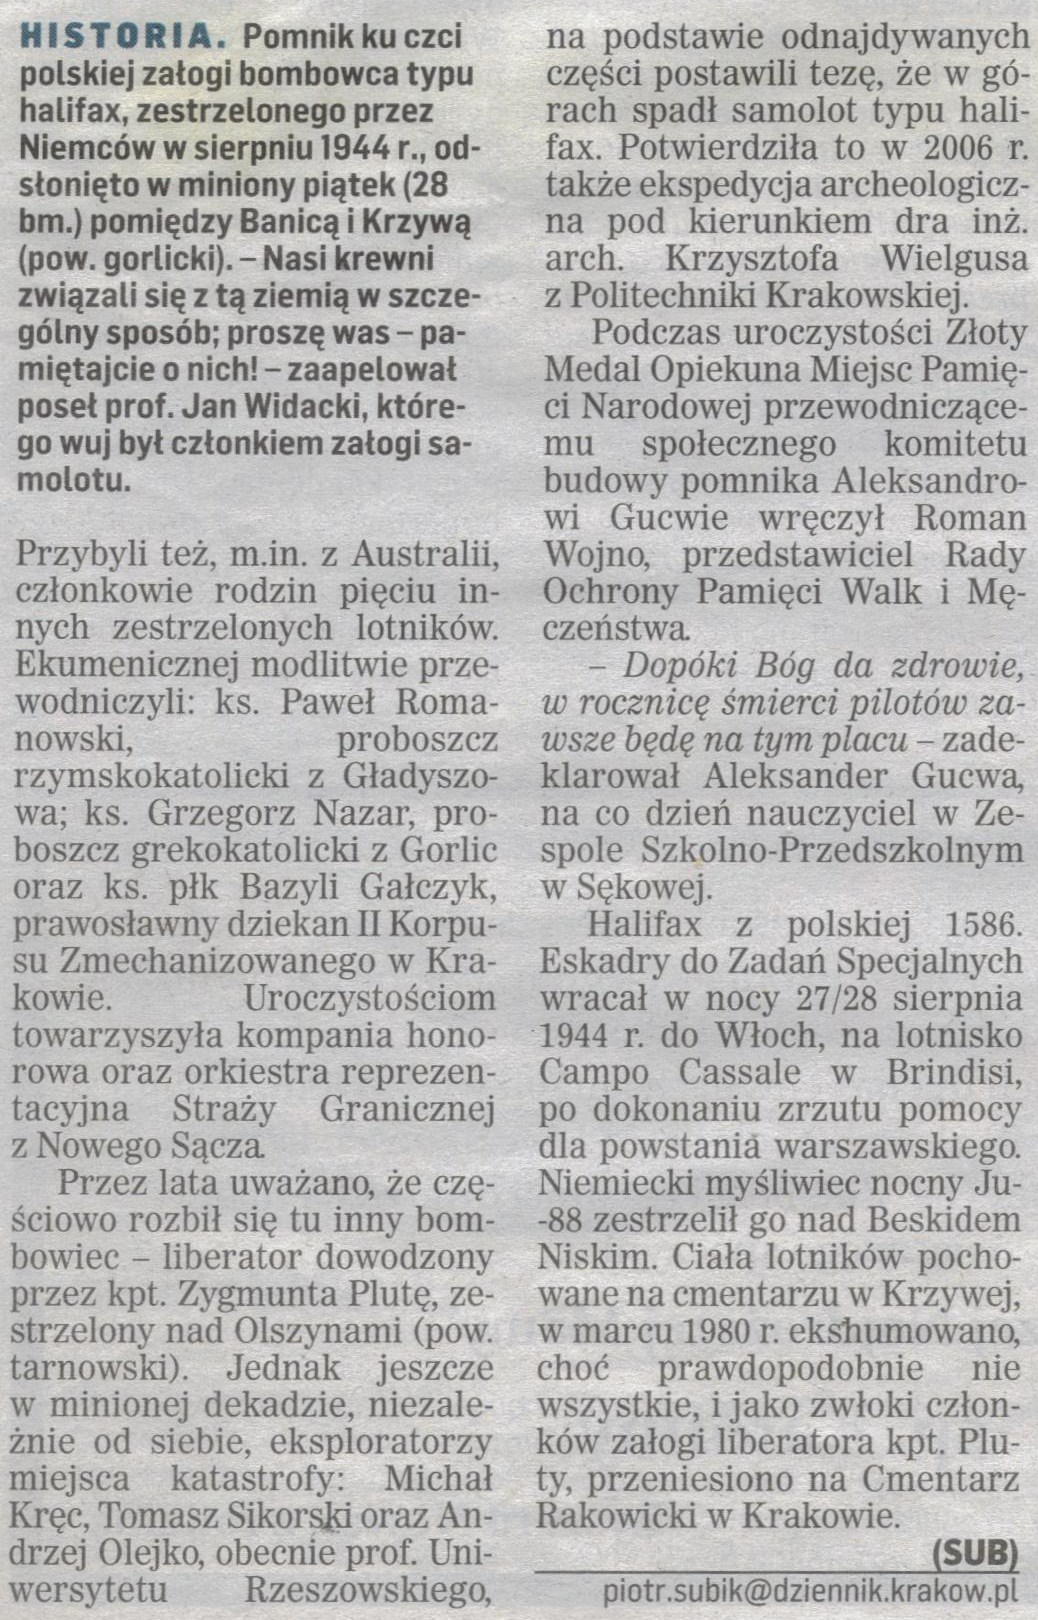 HISTORIA. Pomnik ku czci
polskiej załogi bombowca typu
halifax, zestrzelonego przez
Niemców w sierpniu 1944 r., od-
słonięto w miniony piątek (28
bm.) pomiędzy Banicą i Krzywą
(pow. gorlicki). – Nasi krewni
związali się z tą ziemią w szcze-
gólny sposób; proszę was – pa-
miętajcie o nich! – zaapelował
poseł prof. Jan Widacki, które-
go wuj był członkiem załogi sa-
molotu.
Przybyli też, m.in. z Australii,
członkowie rodzin pięciu in-
nych zestrzelonych lotników.
Ekumenicznej modlitwie prze-
wodniczyli: ks. Paweł Roma-
nowski, proboszcz
rzymskokatolicki z Gładyszo-
wa; ks. Grzegorz Nazar, pro-
boszcz grekokatolicki z Gorlic
oraz ks. płk Bazyli Gałczyk,
prawosławny dziekan II Korpu-
su Zmechanizowanego w Kra-
kowie. Uroczystościom
towarzyszyła kompania hono-
rowa oraz orkiestra reprezen-
tacyjna Straży Granicznej
z Nowego Sącza.
Przez lata uważano, że czę-
ściowo rozbił się tu inny bom-
bowiec – liberator dowodzony
przez kpt. Zygmunta Plutę, ze-
strzelony nad Olszynami (pow.
tarnowski). Jednak jeszcze
w minionej dekadzie, niezale-
żnie od siebie, eksploratorzy
miejsca katastrofy: Michał
Kręc, Tomasz Sikorski oraz An-
drzej Olejko, obecnie prof. Uni-
wersytetu Rzeszowskiego,
na podstawie odnajdywanych
części postawili tezę, że w gó-
rach spadł samolot typu hali-
fax. Potwierdziła to w 2006 r.
także ekspedycja archeologicz-
na pod kierunkiem dra inż.
arch. Krzysztofa Wielgusa
z Politechniki Krakowskiej.
Podczas uroczystości Złoty
Medal Opiekuna Miejsc Pamię-
ci Narodowej przewodniczące-
mu społecznego komitetu
budowy pomnika Aleksandro-
wi Gucwie wręczył Roman
Wojno, przedstawiciel Rady
Ochrony Pamięci Walk i Mę-
czeństwa.
– Dopóki Bóg da zdrowie,
w rocznicę śmierci pilotów za-
wsze będę na tym placu – zade-
klarował Aleksander Gucwa,
na co dzień nauczyciel w Ze-
spole Szkolno-Przedszkolnym
w Sękowej.
Halifax z polskiej 1586.
Eskadry do Zadań Specjalnych
wracał w nocy 27/28 sierpnia
1944 r. do Włoch, na lotnisko
Campo Cassale w Brindisi,
po dokonaniu zrzutu pomocy
dla powstania warszawskiego.
Niemiecki myśliwiec nocny Ju-
-88 zestrzelił go nad Beskidem
Niskim. Ciała lotników pocho-
wane na cmentarzu w Krzywej,
w marcu 1980 r. ekshumowano,
choć prawdopodobnie nie
wszystkie, i jako zwłoki człon-
ków załogi liberatora kpt. Plu-
ty, przeniesiono na Cmentarz
Rakowicki w Krakowie.
(SUB)
piotr.subik@dziennik.krakow.pl